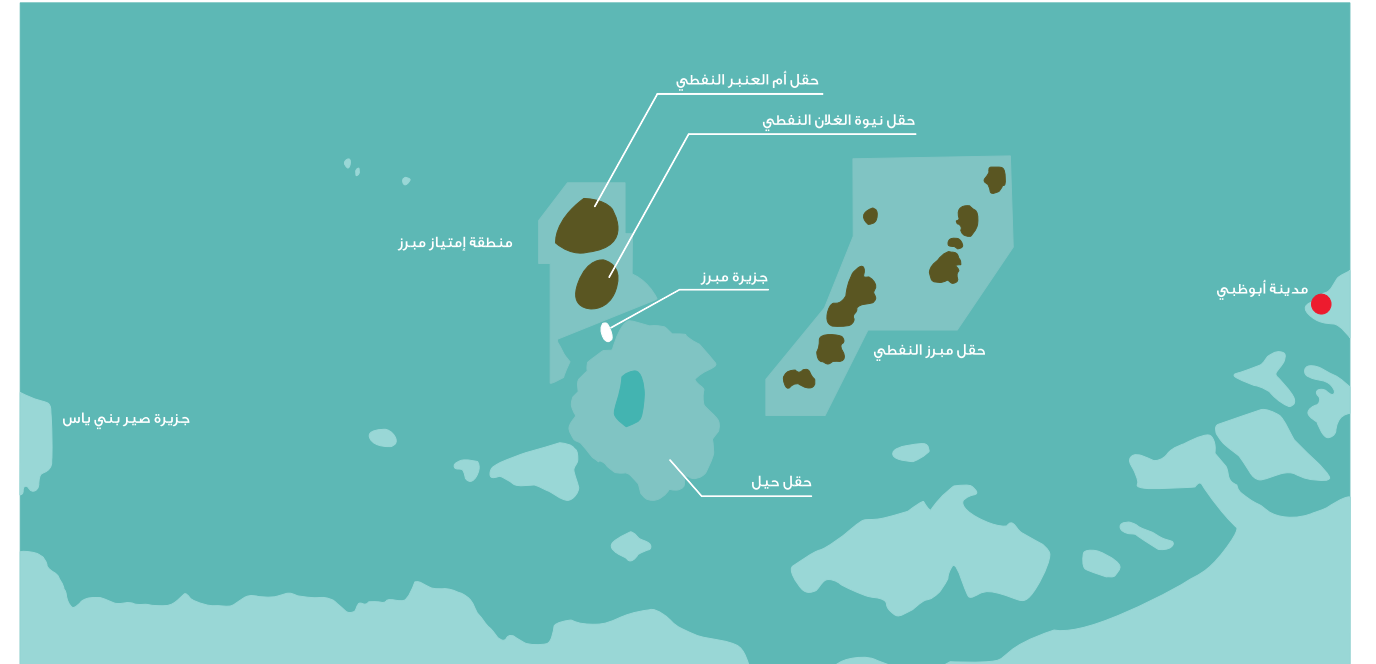 حقل أم العنبر النفطي
حقل نيوة الغلان النفطي
منطقة إمتياز مبرز
جزيرة مبرز
مدينة أبوظبي
حقل مبرز النفطي
جزيرة صير بني ياس
حقل حيل